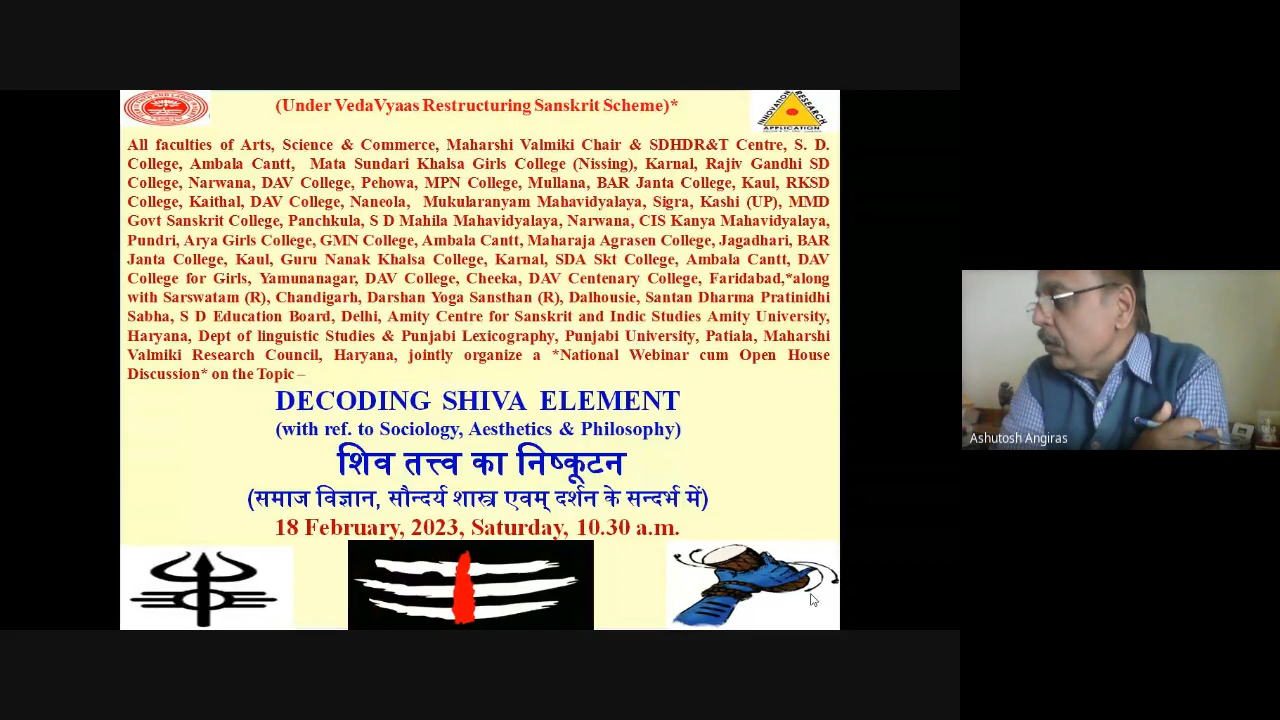 (Under VedaVyaas Restructuring Sanskrit Scheme)*
INNOVATION RESEARCH
APPLICATION
All faculties of Arts, Science & Commerce, Maharshi Valmiki Chair & SDHDR&T Centre, S. D.
College, Ambala Cantt, Mata Sundari Khalsa Girls College (Nissing), Karnal, Rajiv Gandhi SD
College, Narwana, DAV College, Pehowa, MPN College, Mullana, BAR Janta College, Kaul, RKSD
College, Kaithal, DAV College, Naneola, Mukularanyam Mahavidyalaya, Sigra, Kashi (UP), MMD
Govt Sanskrit College, Panchkula, S D Mahila Mahavidyalaya, Narwana, CIS Kanya Mahavidyalaya,
Pundri, Arya Girls College, GMN College, Ambala Cantt, Maharaja Agrasen College, Jagadhari, BAR
Janta College, Kaul, Guru Nanak Khalsa College, Karnal, SDA Skt College, Ambala Cantt, DAV
College for Girls, Yamunanagar, DAV College, Cheeka, DAV Centenary College, Faridabad,*along
with Sarswatam (R), Chandigarh, Darshan Yoga Sansthan (R), Dalhousie, Santan Dharma Pratinidhi
Sabha, S D Education Board, Delhi, Amity Centre for Sanskrit and Indic Studies Amity University,
Haryana, Dept of linguistic Studies & Punjabi Lexicography, Punjabi University, Patiala, Maharshi
Valmiki Research Council, Haryana, jointly organize a *National Webinar cum Open House
Discussion* on the Topic –
DECODING SHIVA ELEMENT
(with ref. to Sociology, Aesthetics & Philosophy)
शिव तत्त्व का निष्कूटन
(समाज विज्ञान, सौन्दर्य शास्त्र एवम् दर्शन के सन्दर्भ में)
18 February, 2023, Saturday, 10.30 a.m.
Ashutosh Angiras